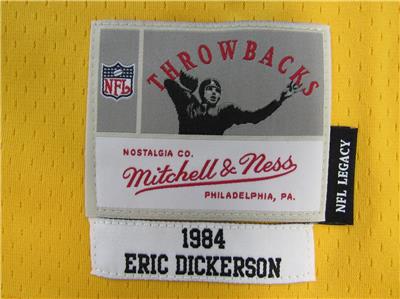 THROWBACKS
NFL
NOSTALGIA CO.
Mitchell & Ness
PHILADELPHIA, PA.
NFL LEGACY
1984
ERIC DICKERSON